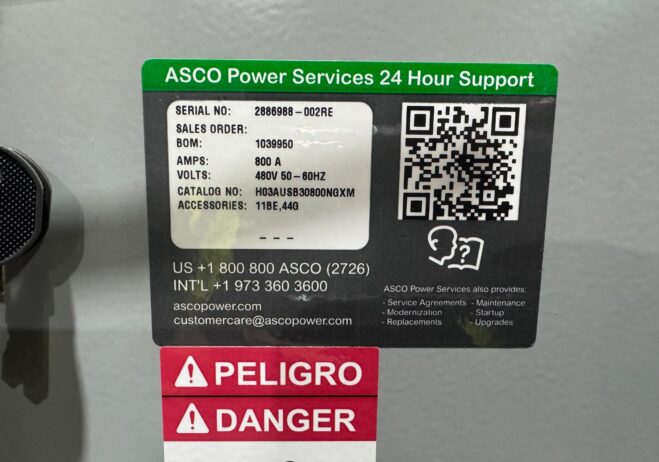 ASCO Power Services 24 Hour Support
SERIAL NO: 2886988-002RE
SALES ORDER:
BOM: 1039950
AMPS: 800 A
VOLTS: 480V 50-60HZ
CATALOG NO: H03AUSB30800NGXM
ACCESSORIES: 11BE,44G
---
US +1 800 800 ASCO (2726)
INT'L +1 973 360 3600
ascopower.com
customercare@ascopower.com
?
ASCO Power Services also provides:
- Service Agreements - Maintenance
- Modernization - Startup
- Replacements - Upgrades
PELIGRO
DANGER